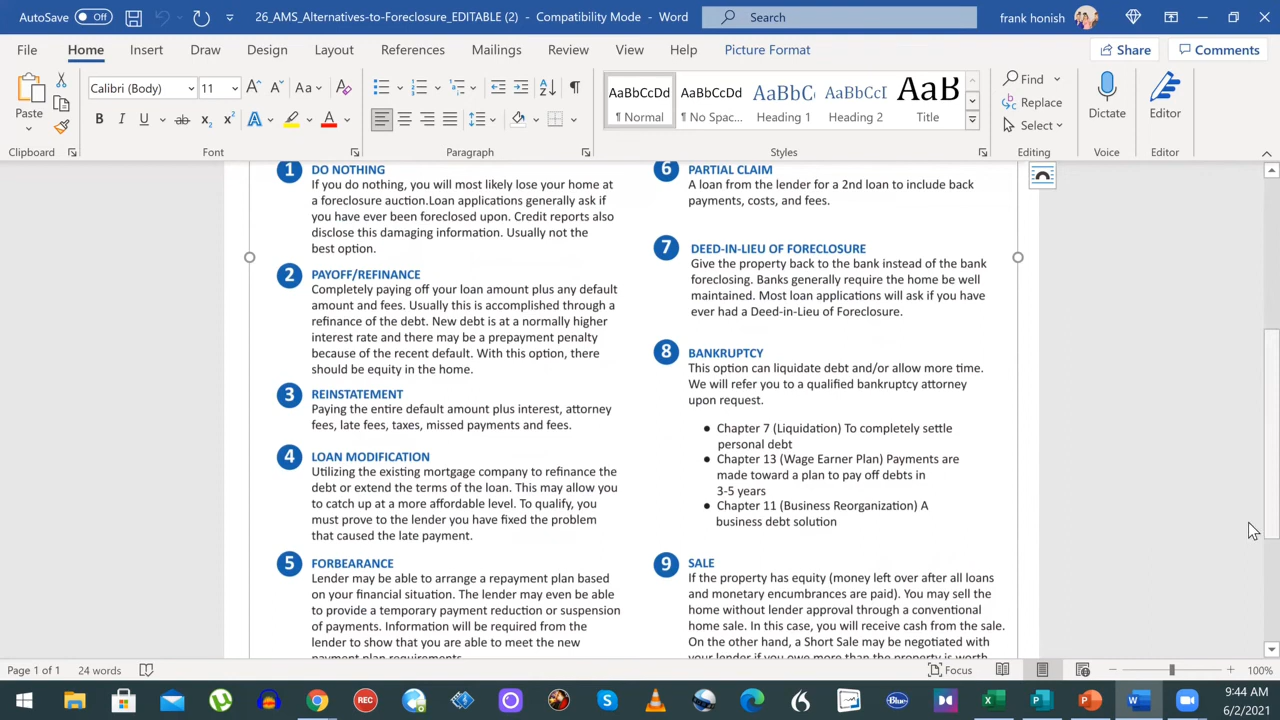 AutoSave Off 26_AMS_Alternatives-to-Foreclosure_EDITABLE (2) - Compatibility Mode - Word Search frank honish
File Home Insert Draw Design Layout References Mailings Review View Help Picture Format Share Comments
Paste
Clipboard
Calibri (Body) 11
Font
Paragraph
AaBbCcDd AaBbCcDd AaBbC AaBbCcI AaB
¶ Normal ¶ No Spac... Heading 1 Heading 2 Title
Styles
Find
Replace
Select
Editing
Dictate
Voice
Editor
Editor
1 DO NOTHING
If you do nothing, you will most likely lose your home at
a foreclosure auction.Loan applications generally ask if
you have ever been foreclosed upon. Credit reports also
disclose this damaging information. Usually not the
best option.
2 PAYOFF/REFINANCE
Completely paying off your loan amount plus any default
amount and fees. Usually this is accomplished through a
refinance of the debt. New debt is at a normally higher
interest rate and there may be a prepayment penalty
because of the recent default. With this option, there
should be equity in the home.
3 REINSTATEMENT
Paying the entire default amount plus interest, attorney
fees, late fees, taxes, missed payments and fees.
4 LOAN MODIFICATION
Utilizing the existing mortgage company to refinance the
debt or extend the terms of the loan. This may allow you
to catch up at a more affordable level. To qualify, you
must prove to the lender you have fixed the problem
that caused the late payment.
5 FORBEARANCE
Lender may be able to arrange a repayment plan based
on your financial situation. The lender may even be able
to provide a temporary payment reduction or suspension
of payments. Information will be required from the
lender to show that you are able to meet the new
payment plan requirements.
6 PARTIAL CLAIM
A loan from the lender for a 2nd loan to include back
payments, costs, and fees.
7 DEED-IN-LIEU OF FORECLOSURE
Give the property back to the bank instead of the bank
foreclosing. Banks generally require the home be well
maintained. Most loan applications will ask if you have
ever had a Deed-in-Lieu of Foreclosure.
8 BANKRUPTCY
This option can liquidate debt and/or allow more time.
We will refer you to a qualified bankruptcy attorney
upon request.
● Chapter 7 (Liquidation) To completely settle
personal debt
● Chapter 13 (Wage Earner Plan) Payments are
made toward a plan to pay off debts in
3-5 years
● Chapter 11 (Business Reorganization) A
business debt solution
9 SALE
If the property has equity (money left over after all loans
and monetary encumbrances are paid). You may sell the
home without lender approval through a conventional
home sale. In this case, you will receive cash from the sale.
On the other hand, a Short Sale may be negotiated with
your lender if you owe more than the property is worth
Page 1 of 1 24 words Focus 100%
REC Blue
9:44 AM
6/2/2021